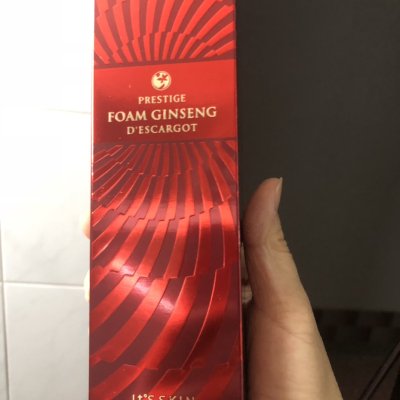 PRESTIGE
FOAM GINSENG
D'ESCARGOT
It'S SKIN